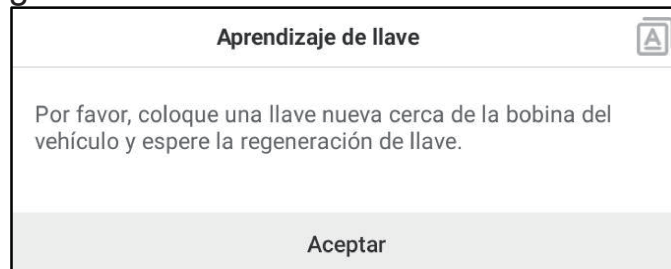 Aprendizaje de llave
A
Por favor, coloque una llave nueva cerca de la bobina del
vehículo y espere la regeneración de llave.
Aceptar